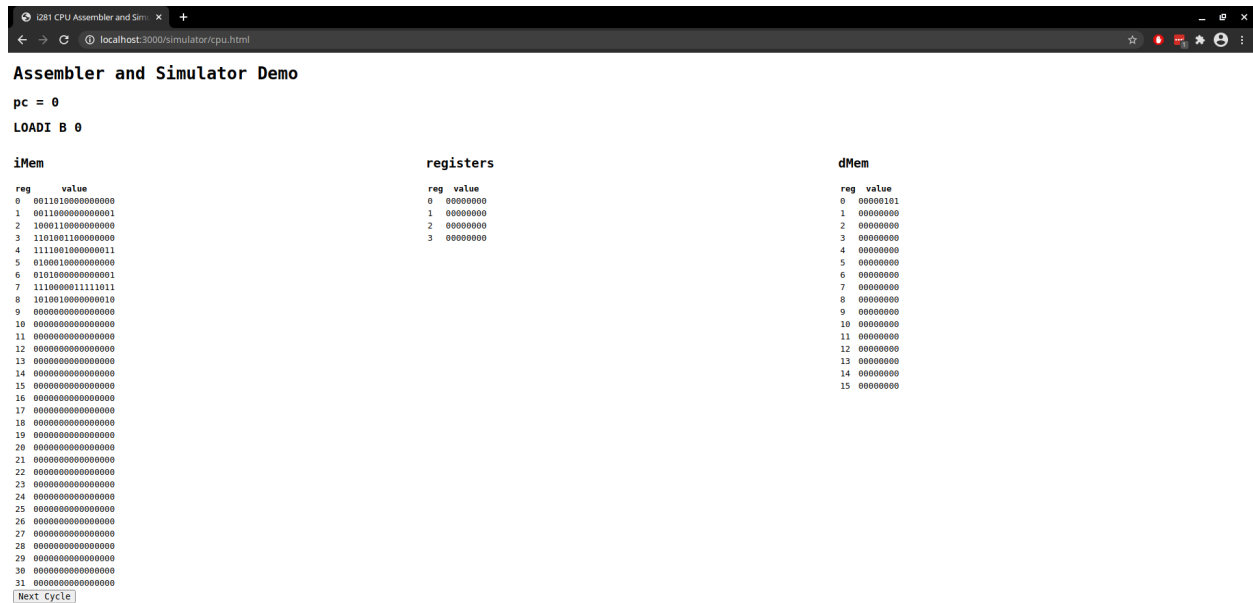 i281 CPU Assembler and Sim
localhost:3000/simulator/cpu.html
Assembler and Simulator Demo
pc = 0
LOADI B 0
iMem registers dMem
reg value reg value reg value
0 0011010000000000 0 00000000 0 00000101
1 0011000000000001 1 00000000 1 00000000
2 1000110000000000 2 00000000 2 00000000
3 1101001100000000 3 00000000 3 00000000
4 1111001000000011 4 00000000
5 0100010000000000 5 00000000
6 0101000000000001 6 00000000
7 1110000011111011 7 00000000
8 1010010000000010 8 00000000
9 0000000000000000 9 00000000
10 0000000000000000 10 00000000
11 0000000000000000 11 00000000
12 0000000000000000 12 00000000
13 0000000000000000 13 00000000
14 0000000000000000 14 00000000
15 0000000000000000 15 00000000
16 0000000000000000
17 0000000000000000
18 0000000000000000
19 0000000000000000
20 0000000000000000
21 0000000000000000
22 0000000000000000
23 0000000000000000
24 0000000000000000
25 0000000000000000
26 0000000000000000
27 0000000000000000
28 0000000000000000
29 0000000000000000
30 0000000000000000
31 0000000000000000
Next Cycle